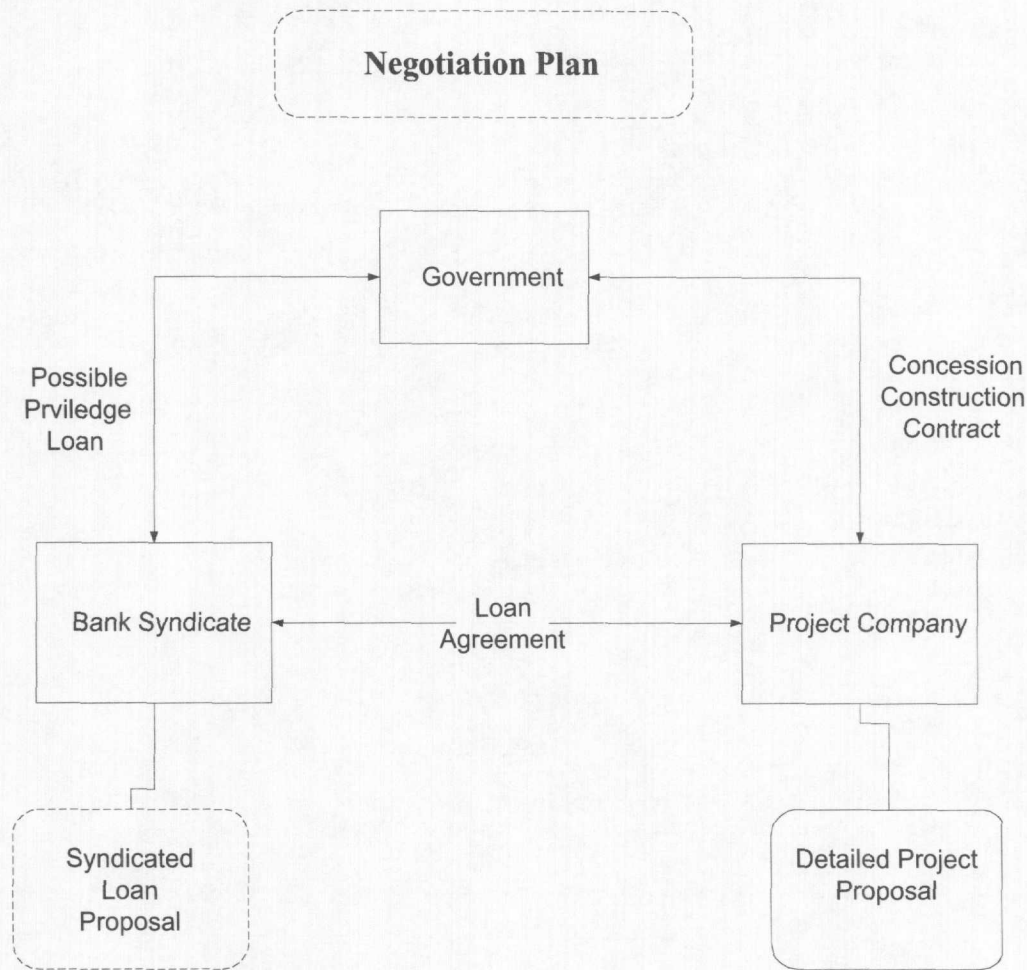 Negotiation Plan
Government
Possible
Prviledge
Loan
Concession
Construction
Contract
Bank Syndicate
Loan
Agreement
Project Company
Syndicated
Loan
Proposal
Detailed Project
Proposal